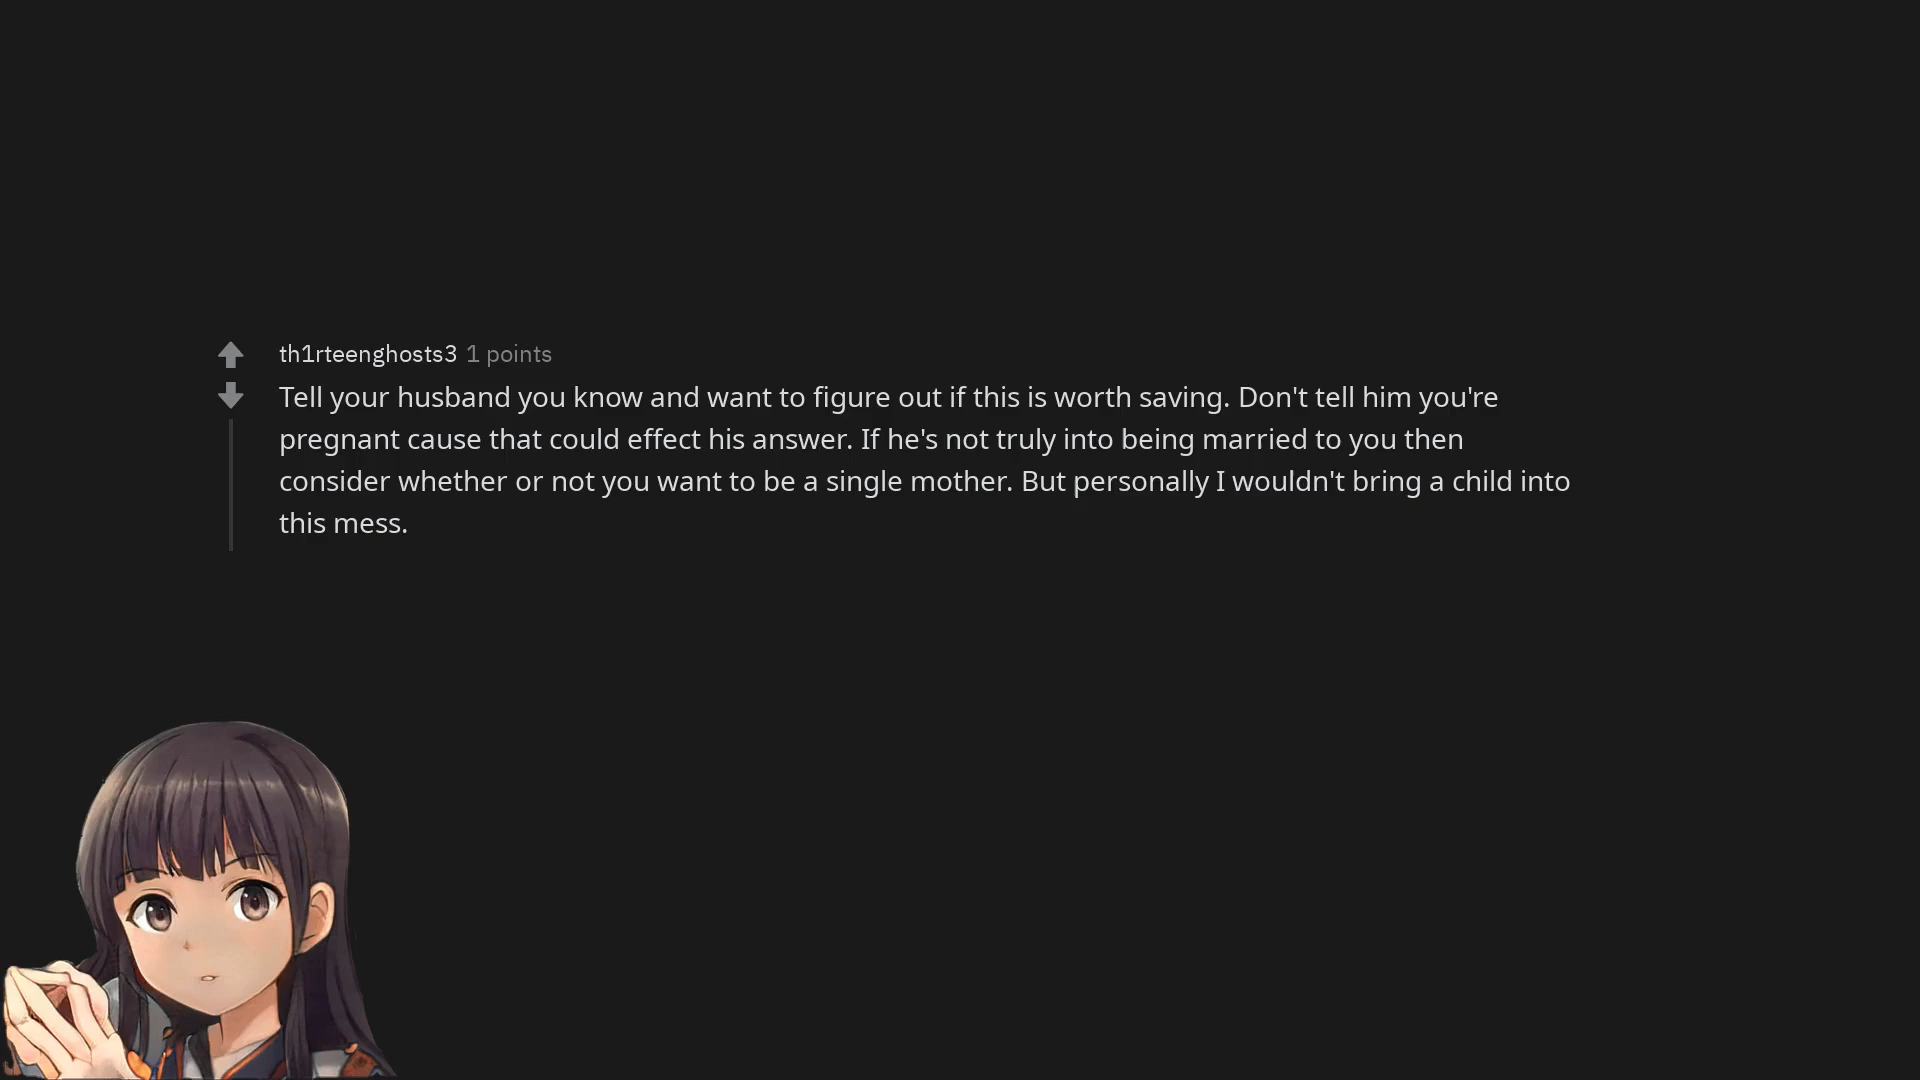 th1rteenghosts3 1 points
Tell your husband you know and want to figure out if this is worth saving. Don't tell him you're
pregnant cause that could effect his answer. If he's not truly into being married to you then
consider whether or not you want to be a single mother. But personally I wouldn't bring a child into
this mess.